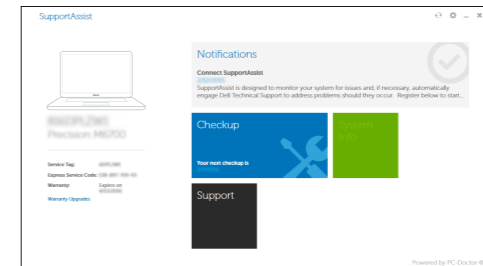 SupportAssist
Notifications
Connect SupportAssist
SupportAssist is designed to monitor your system for issues and, if necessary, automatically
engage Dell Technical Support to address problems should they occur. Register below to start...
Precision M6700
Checkup
System
Info
Your next checkup is
Service Tag:
Express Service Code:
Warranty: Expires on
Warranty Upgrades
Support
Powered by PC-Doctor ®